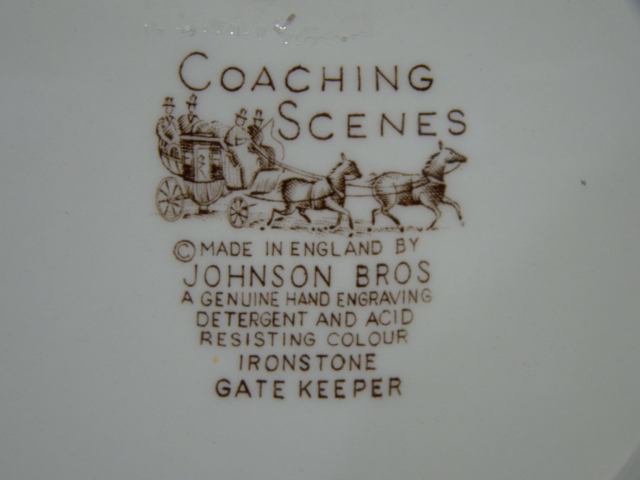 COACHING
SCENES
© MADE IN ENGLAND BY
JOHNSON BROS
A GENUINE HAND ENGRAVING
DETERGENT AND ACID
RESISTING COLOUR
IRONSTONE
GATE KEEPER